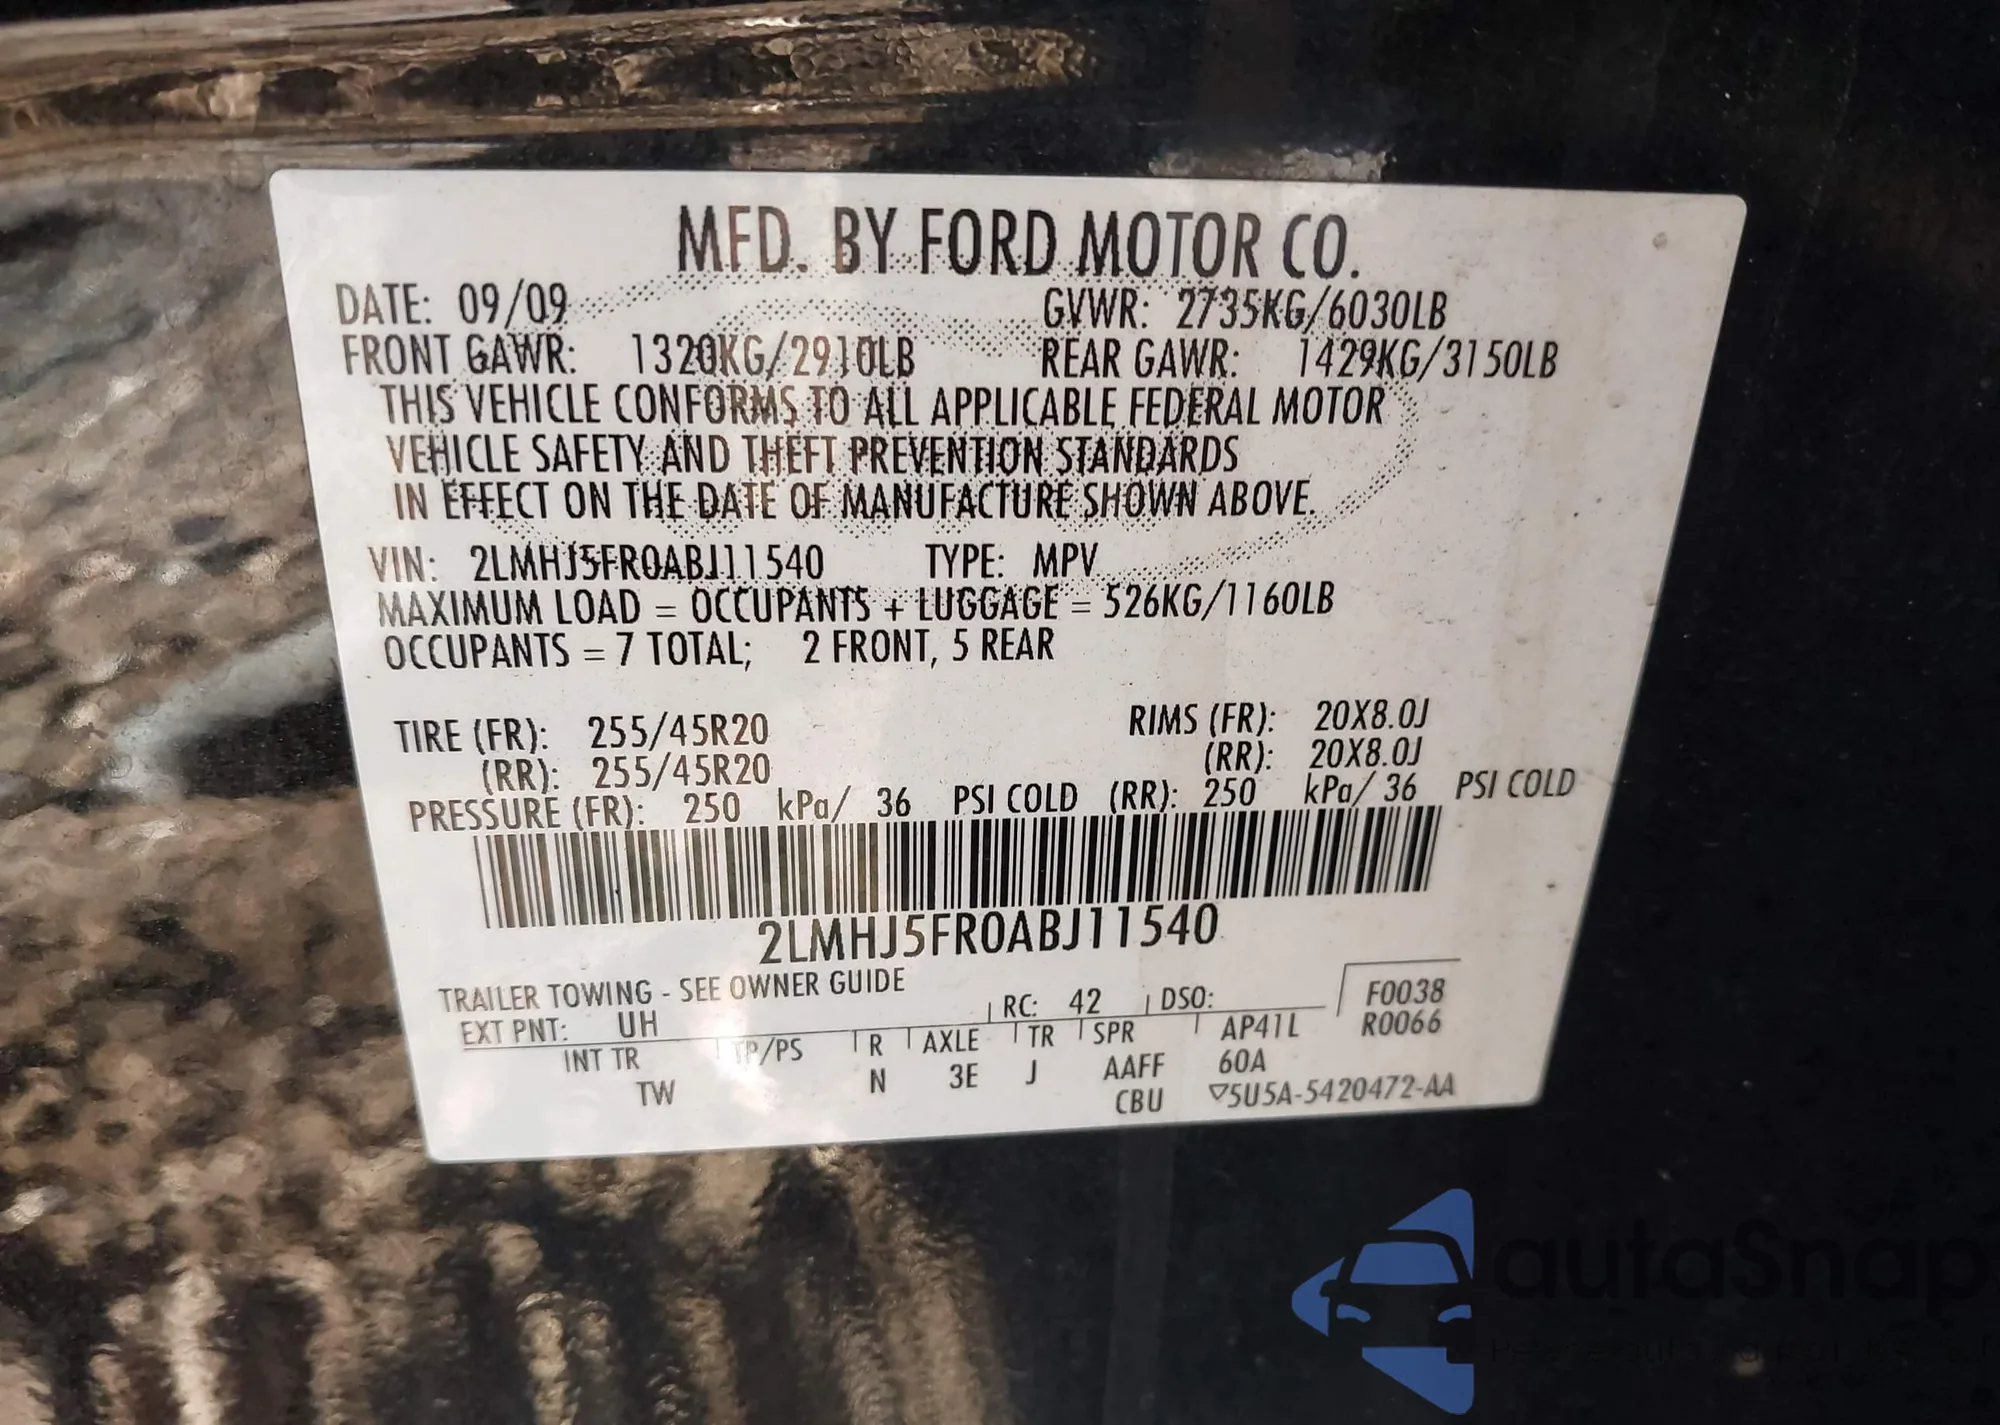 MFD. BY FORD MOTOR CO.
DATE: 09/09 GVWR: 2735KG/6030LB
FRONT GAWR: 1320KG/2910LB REAR GAWR: 1429KG/3150LB
THIS VEHICLE CONFORMS TO ALL APPLICABLE FEDERAL MOTOR
VEHICLE SAFETY AND THEFT PREVENTION STANDARDS
IN EFFECT ON THE DATE OF MANUFACTURE SHOWN ABOVE.
VIN: 2LMHJ5FR0ABJ11540 TYPE: MPV
MAXIMUM LOAD = OCCUPANTS + LUGGAGE = 526KG/1160LB
OCCUPANTS = 7 TOTAL; 2 FRONT, 5 REAR
TIRE (FR): 255/45R20 RIMS (FR): 20X8.0J
(RR): 255/45R20 (RR): 20X8.0J
PRESSURE (FR): 250 kPa/ 36 PSI COLD (RR): 250 kPa/ 36 PSI COLD
2LMHJ5FR0ABJ11540
TRAILER TOWING - SEE OWNER GUIDE
EXT PNT: UH RC: 42 DSO: F0038
R0066
INT TR TP/PS R AXLE TR SPR AP41L
TW N 3E J AAFF 60A
CBU ▽5U5A-5420472-AA
autoSnap